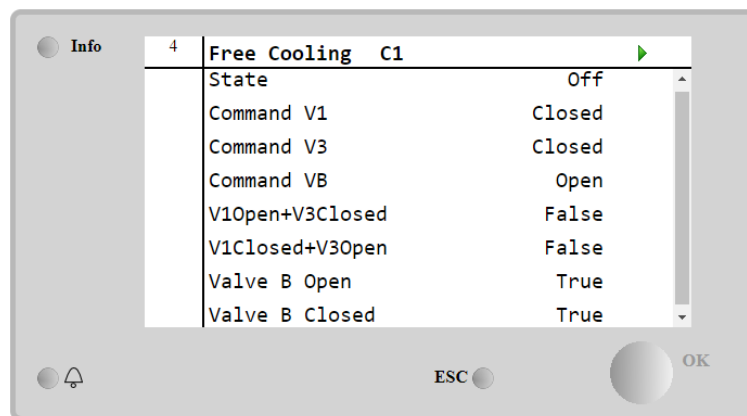 Info
4
Free Cooling C1
State Off
Command V1 Closed
Command V3 Closed
Command VB Open
V1Open+V3Closed False
V1Closed+V3Open False
Valve B Open True
Valve B Closed True
ESC
OK